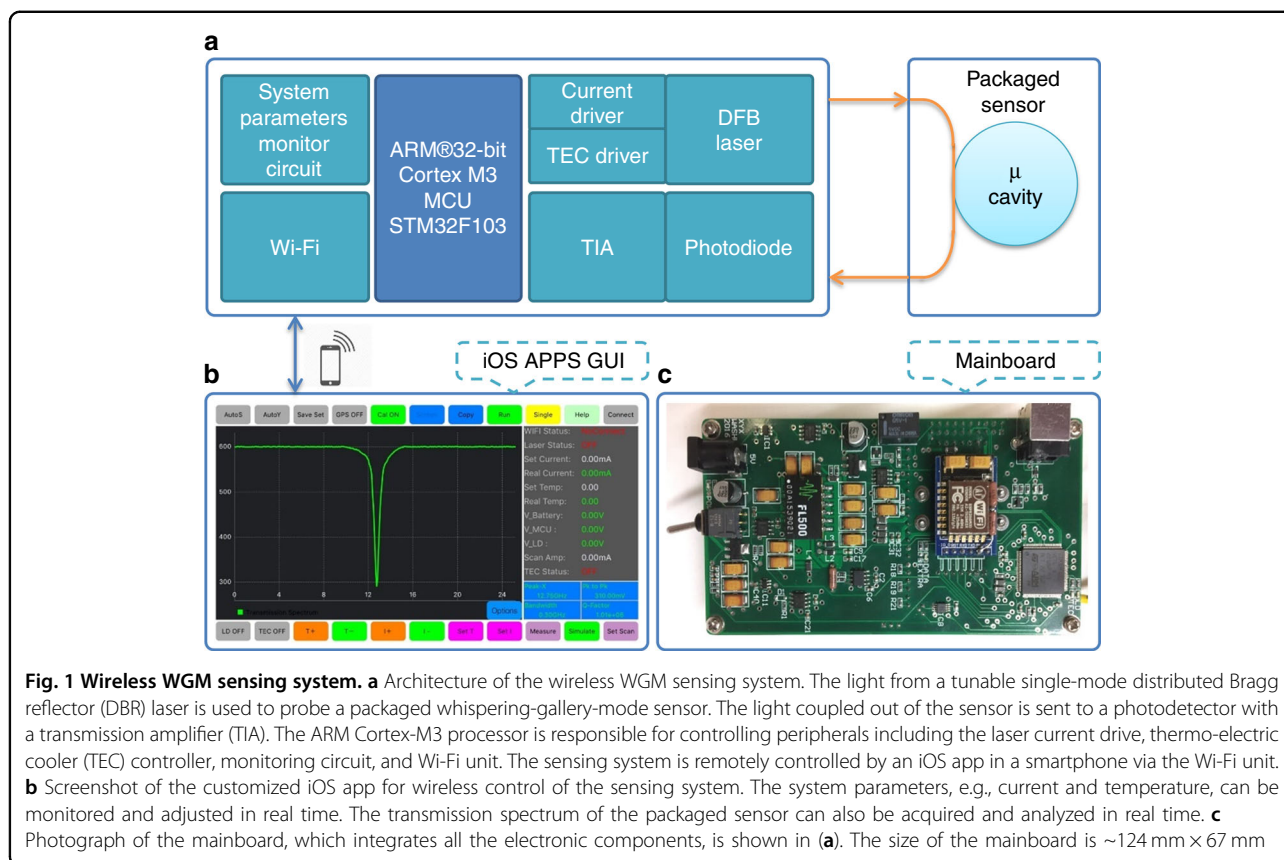 a
System
parameters
monitor
circuit
ARM®32-bit
Cortex M3
MCU
STM32F103
Current
driver
TEC driver
DFB
laser
Wi-Fi
TIA
Photodiode
Packaged
sensor
μ
cavity
iOS APPS GUI
Mainboard
b
AutoS AutoY Save Set GPS OFF Cal ON Copy Run Single Help Connect
600
500
400
300
0 4 8 12 16 20 24
Transmission Spectrum
Options
WIFI Status:
Laser Status: OFF
Set Current: 0.00mA
Real Current: 0.00mA
Set Temp: 0.00
Real Temp: 0.00
V_Battery: 0.00V
V_MCU : 0.00V
V_LD : 0.00V
Scan Amp: 0.00mA
TEC Status: OFF
Pk to Pk
Bandwidth Q-Factor
LD OFF TEC OFF T+ T- I+ I- Set T Set I Measure Simulate Set Scan
c
5V
FL500
WiFi
FC
Fig. 1 Wireless WGM sensing system. a Architecture of the wireless WGM sensing system. The light from a tunable single-mode distributed Bragg
reflector (DBR) laser is used to probe a packaged whispering-gallery-mode sensor. The light coupled out of the sensor is sent to a photodetector with
a transmission amplifier (TIA). The ARM Cortex-M3 processor is responsible for controlling peripherals including the laser current drive, thermo-electric
cooler (TEC) controller, monitoring circuit, and Wi-Fi unit. The sensing system is remotely controlled by an iOS app in a smartphone via the Wi-Fi unit.
b Screenshot of the customized iOS app for wireless control of the sensing system. The system parameters, e.g., current and temperature, can be
monitored and adjusted in real time. The transmission spectrum of the packaged sensor can also be acquired and analyzed in real time. c
Photograph of the mainboard, which integrates all the electronic components, is shown in (a). The size of the mainboard is ~124 mm × 67 mm